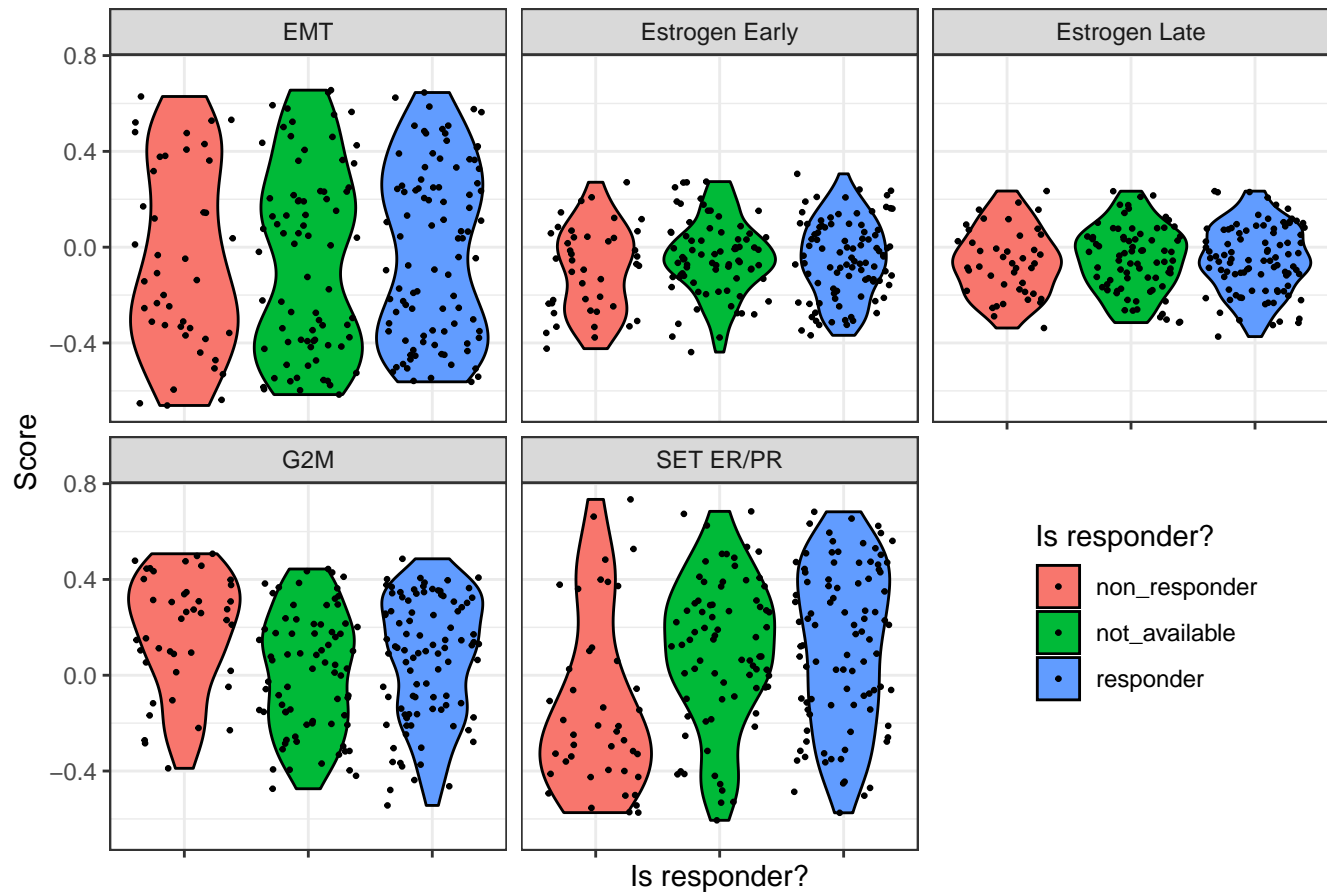 EMT
Estrogen Early
Estrogen Late
0.8
0.4
0.0
−0.4
G2M
SET ER/PR
0.8
0.4
0.0
−0.4
Score
Is responder?
Is responder?
non_responder
not_available
responder